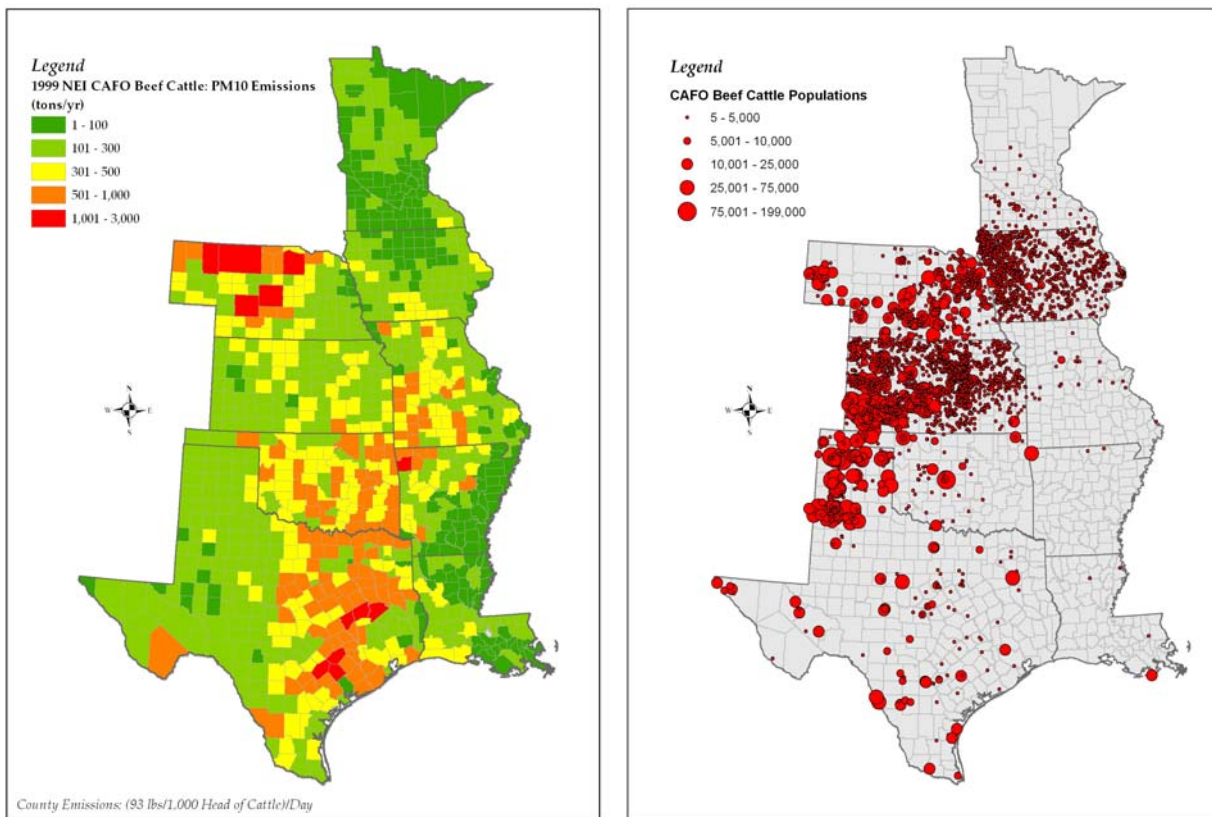 Legend
1999 NEI CAFO Beef Cattle: PM10 Emissions
(tons/yr)
1 - 100
101 - 300
301 - 500
501 - 1,000
1,001 - 3,000
N
W E
S
County Emissions: (93 lbs/1,000 Head of Cattle)/Day
Legend
CAFO Beef Cattle Populations
5 - 5,000
5,001 - 10,000
10,001 - 25,000
25,001 - 75,000
75,001 - 199,000
N
W E
S